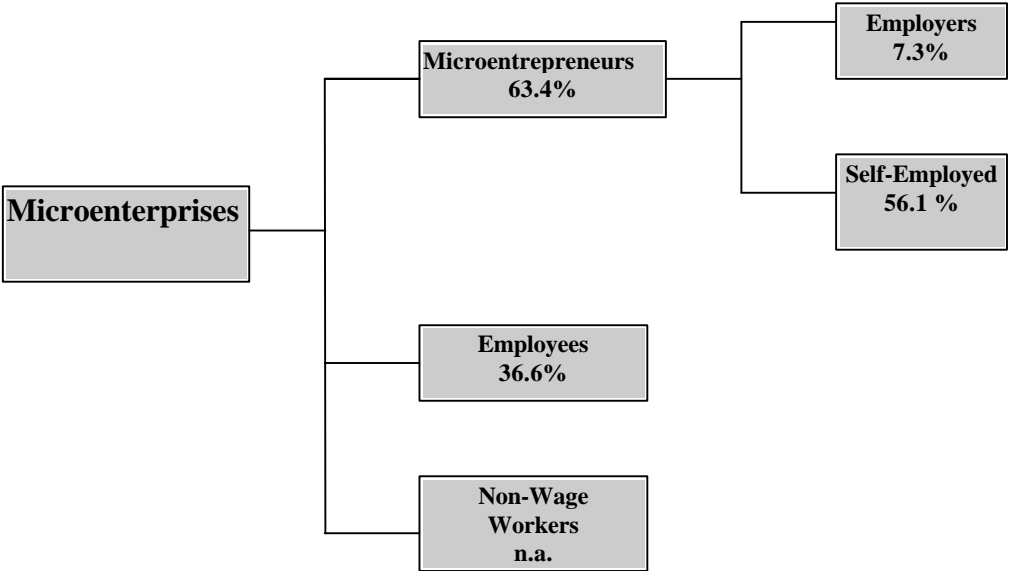 Microenterprises
Microentrepreneurs
63.4%
Employers
7.3%
Self-Employed
56.1 %
Employees
36.6%
Non-Wage
Workers
n.a.